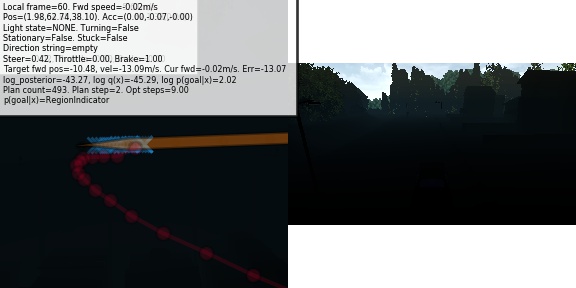 Local frame=60. Fwd speed=-0.02m/s
Pos=(1.98,62.74,38.10). Acc=(0.00,-0.07,-0.00)
Light state=NONE. Turning=False
Stationary=False. Stuck=False
Direction string=empty
Steer=0.42, Throttle=0.00, Brake=1.00
Target fwd pos=-10.48, vel=-13.09m/s. Cur fwd=-0.02m/s. Err=-13.07
log_posterior=-43.27, log q(x)=-45.29, log p(goal|x)=2.02
Plan count=493. Plan step=2. Opt steps=9.00
p(goal|x)=RegionIndicator